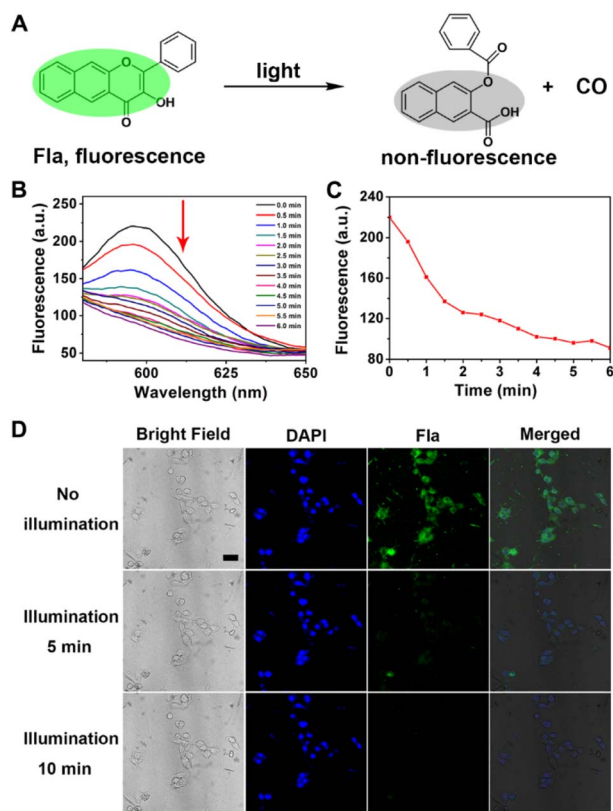 A
O
OH
O
Fla, fluorescence
light
O
O
OH
O
non-fluorescence
+ CO
B
Fluorescence (a.u.)
250
200
150
100
50
600
625
650
Wavelength (nm)
0.0 min
0.5 min
1.0 min
1.5 min
2.0 min
2.5 min
3.0 min
3.5 min
4.0 min
4.5 min
5.0 min
5.5 min
6.0 min
C
Fluorescence (a.u.)
240
200
160
120
80
0 1 2 3 4 5 6
Time (min)
D
Bright Field DAPI Fla Merged
No
illumination
Illumination
5 min
Illumination
10 min